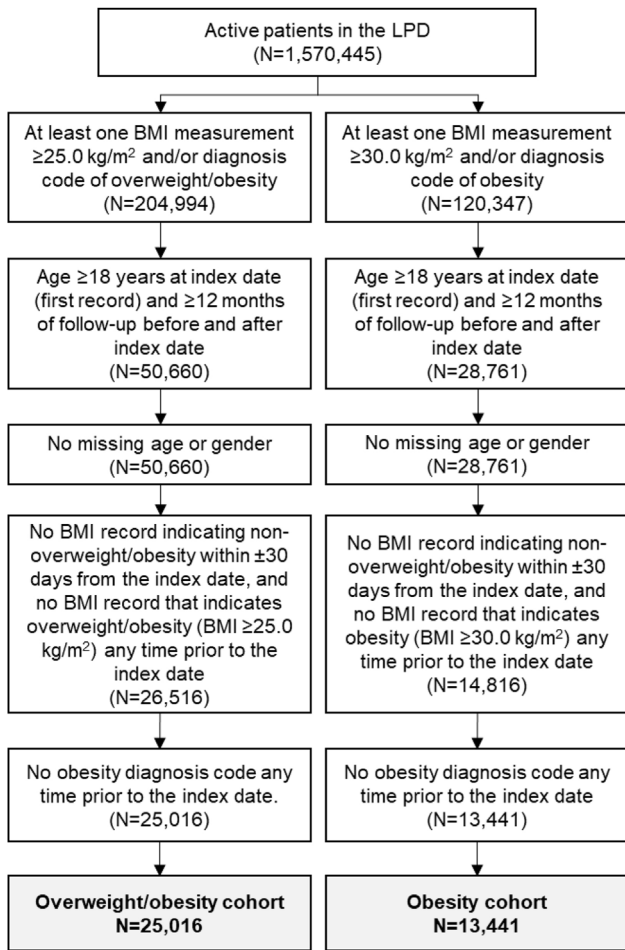 Active patients in the LPD
(N=1,570,445)
At least one BMI measurement
≥25.0 kg/m² and/or diagnosis
code of overweight/obesity
(N=204,994)
At least one BMI measurement
≥30.0 kg/m² and/or diagnosis
code of obesity
(N=120,347)
Age ≥18 years at index date
(first record) and ≥12 months
of follow-up before and after
index date
(N=50,660)
Age ≥18 years at index date
(first record) and ≥12 months
of follow-up before and after
index date
(N=28,761)
No missing age or gender
(N=50,660)
No missing age or gender
(N=28,761)
No BMI record indicating non-
overweight/obesity within ±30
days from the index date, and
no BMI record that indicates
overweight/obesity (BMI ≥25.0
kg/m²) any time prior to the
index date
(N=26,516)
No BMI record indicating non-
overweight/obesity within ±30
days from the index date, and
no BMI record that indicates
obesity (BMI ≥30.0 kg/m²) any
time prior to the index date
(N=14,816)
No obesity diagnosis code any
time prior to the index date.
(N=25,016)
No obesity diagnosis code any
time prior to the index date
(N=13,441)
Overweight/obesity cohort
N=25,016
Obesity cohort
N=13,441